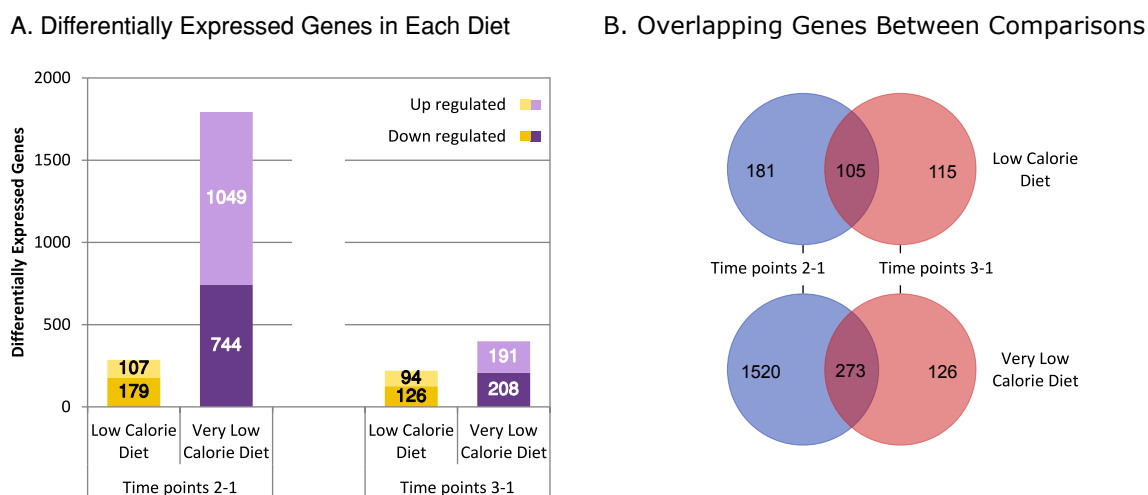 A. Differentially Expressed Genes in Each Diet
Differentially Expressed Genes
2000
1500
1000
500
0
Up regulated
Down regulated
107
179
1049
744
94
126
191
208
Low Calorie
Diet
Very Low
Calorie Diet
Low Calorie
Diet
Very Low
Calorie Diet
Time points 2-1
Time points 3-1
B. Overlapping Genes Between Comparisons
181
105
115
Low Calorie
Diet
Time points 2-1
Time points 3-1
1520
273
126
Very Low
Calorie Diet